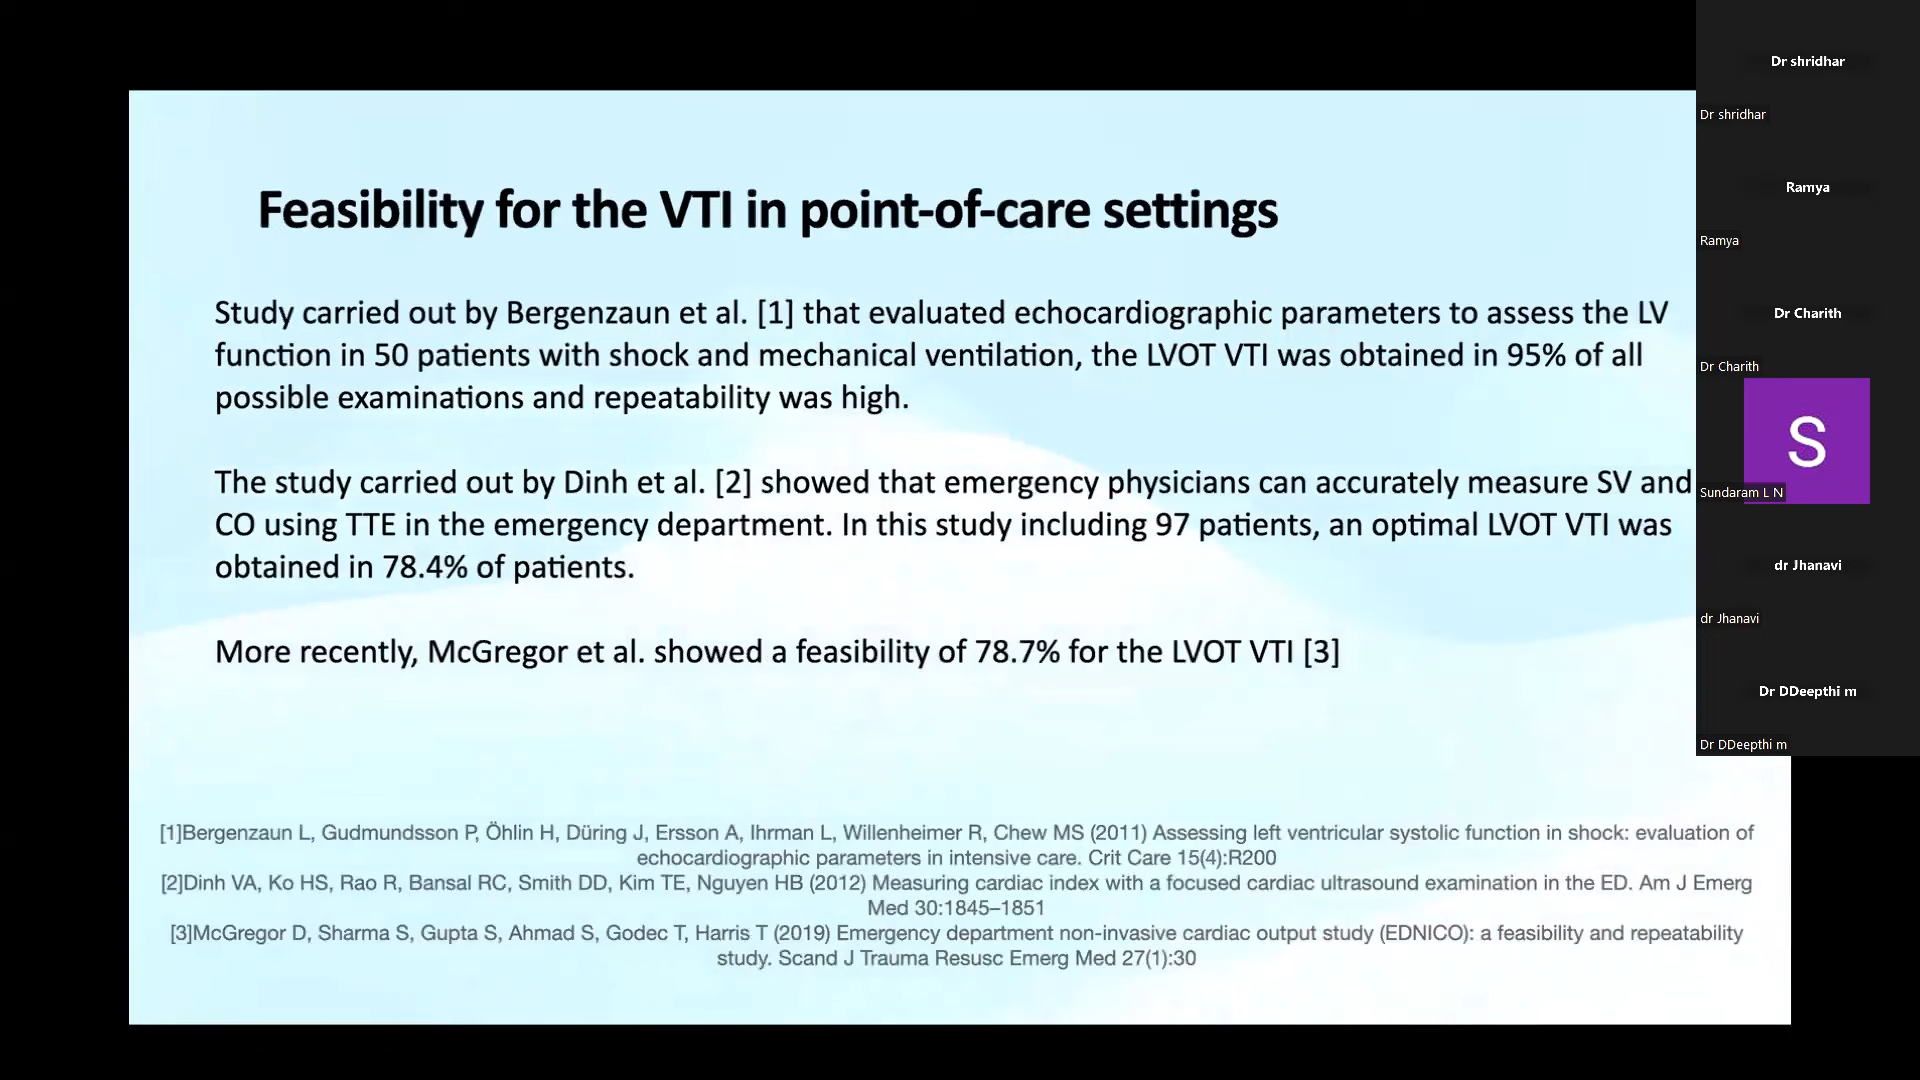 Feasibility for the VTI in point-of-care settings
Study carried out by Bergenzaun et al. [1] that evaluated echocardiographic parameters to assess the LV
function in 50 patients with shock and mechanical ventilation, the LVOT VTI was obtained in 95% of all
possible examinations and repeatability was high.
The study carried out by Dinh et al. [2] showed that emergency physicians can accurately measure SV and
CO using TTE in the emergency department. In this study including 97 patients, an optimal LVOT VTI was
obtained in 78.4% of patients.
More recently, McGregor et al. showed a feasibility of 78.7% for the LVOT VTI [3]
[1]Bergenzaun L, Gudmundsson P, Öhlin H, Düring J, Ersson A, Ihrman L, Willenheimer R, Chew MS (2011) Assessing left ventricular systolic function in shock: evaluation of
echocardiographic parameters in intensive care. Crit Care 15(4):R200
[2]Dinh VA, Ko HS, Rao R, Bansal RC, Smith DD, Kim TE, Nguyen HB (2012) Measuring cardiac index with a focused cardiac ultrasound examination in the ED. Am J Emerg
Med 30:1845–1851
[3]McGregor D, Sharma S, Gupta S, Ahmad S, Godec T, Harris T (2019) Emergency department non-invasive cardiac output study (EDNICO): a feasibility and repeatability
study. Scand J Trauma Resusc Emerg Med 27(1):30
Dr shridhar
Dr shridhar
Ramya
Ramya
Dr Charith
Dr Charith
S
Sundaram L N
dr Jhanavi
dr Jhanavi
Dr DDeepthi m
Dr DDeepthi m